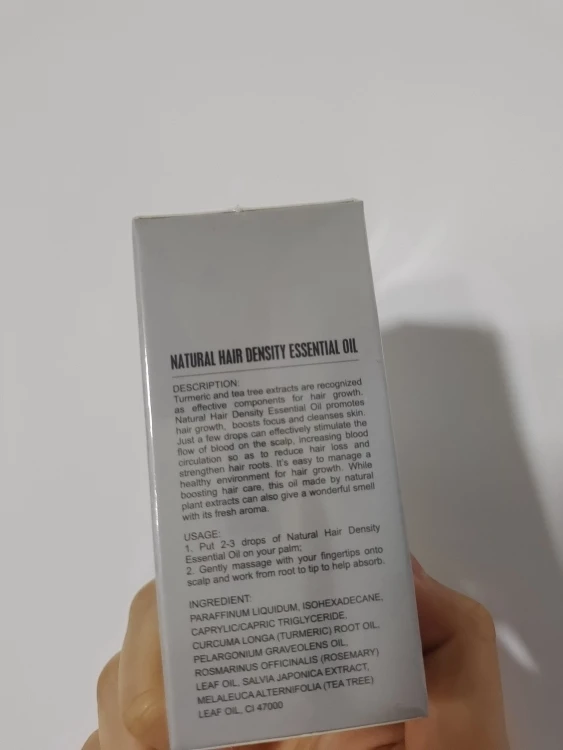 NATURAL HAIR DENSITY ESSENTIAL OIL
DESCRIPTION:
Turmeric and tea tree extracts are recognized
as effective components for hair growth.
Natural Hair Density Essential Oil promotes
hair growth, boosts focus and cleanses skin.
Just a few drops can effectively stimulate the
flow of blood on the scalp, increasing blood
circulation so as to reduce hair loss and
strengthen hair roots. It's easy to manage a
healthy environment for hair growth. While
boosting hair care, this oil made by natural
plant extracts can also give a wonderful smell
with its fresh aroma.
USAGE:
1. Put 2-3 drops of Natural Hair Density
Essential Oil on your palm;
2. Gently massage with your fingertips onto
scalp and work from root to tip to help absorb.
INGREDIENT:
PARAFFINUM LIQUIDUM, ISOHEXADECANE,
CAPRYLIC/CAPRIC TRIGLYCERIDE,
CURCUMA LONGA (TURMERIC) ROOT OIL,
PELARGONIUM GRAVEOLENS OIL,
ROSMARINUS OFFICINALIS (ROSEMARY)
LEAF OIL, SALVIA JAPONICA EXTRACT,
MELALEUCA ALTERNIFOLIA (TEA TREE)
LEAF OIL, CI 47000